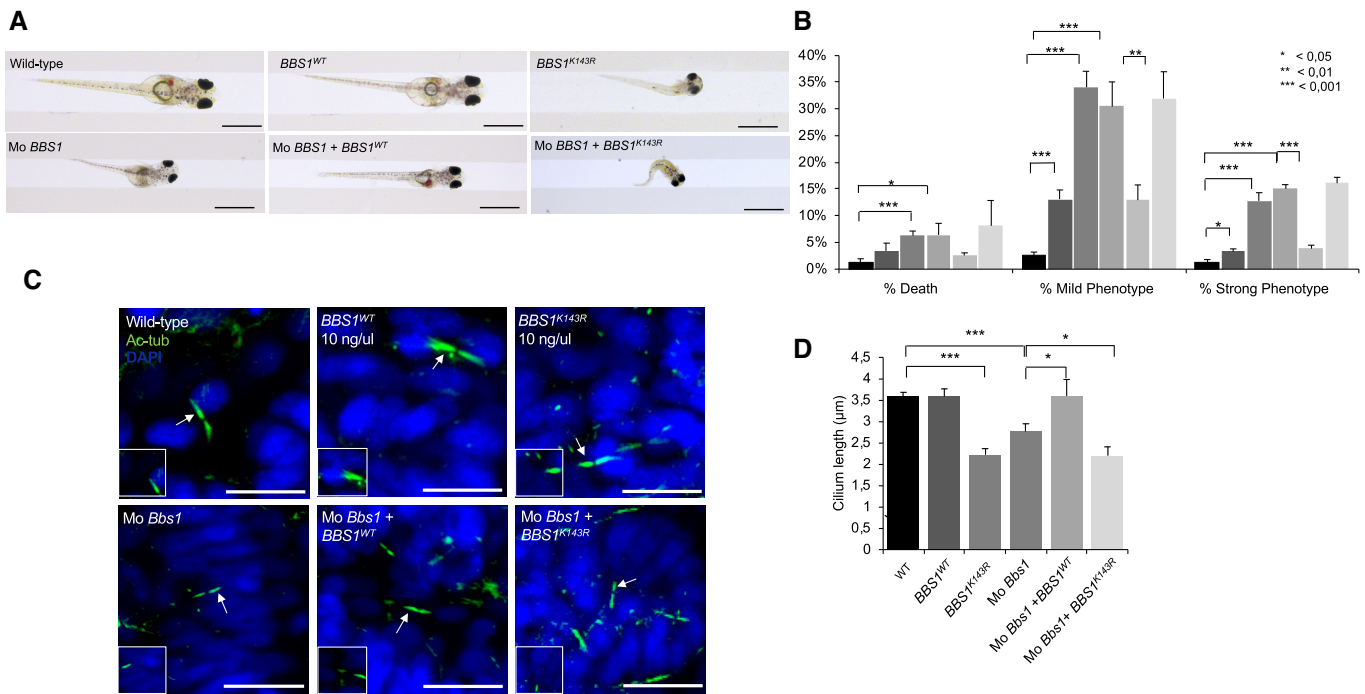 A
Wild-type
BBS1WT
BBS1K143R
Mo BBS1
Mo BBS1 + BBS1WT
Mo BBS1 + BBS1K143R
B
40%
35%
30%
25%
20%
15%
10%
5%
0%
* ***
*** *** **
*** ***
*** *** *** *
* < 0,05
** < 0,01
*** < 0,001
% Death
% Mild Phenotype
% Strong Phenotype
C
Wild-type
Ac-tub
DAPI
BBS1WT
10 ng/ul
BBS1K143R
10 ng/ul
Mo Bbs1
Mo Bbs1 +
BBS1WT
Mo Bbs1 +
BBS1K143R
D
Cilium length (µm)
4,5
4
3,5
3
2,5
2
1,5
1
0,5
0
***
***
*
*
WT
BBS1WT
BBS1K143R
Mo Bbs1
Mo Bbs1 +BBS1WT
Mo Bbs1+ BBS1K143R